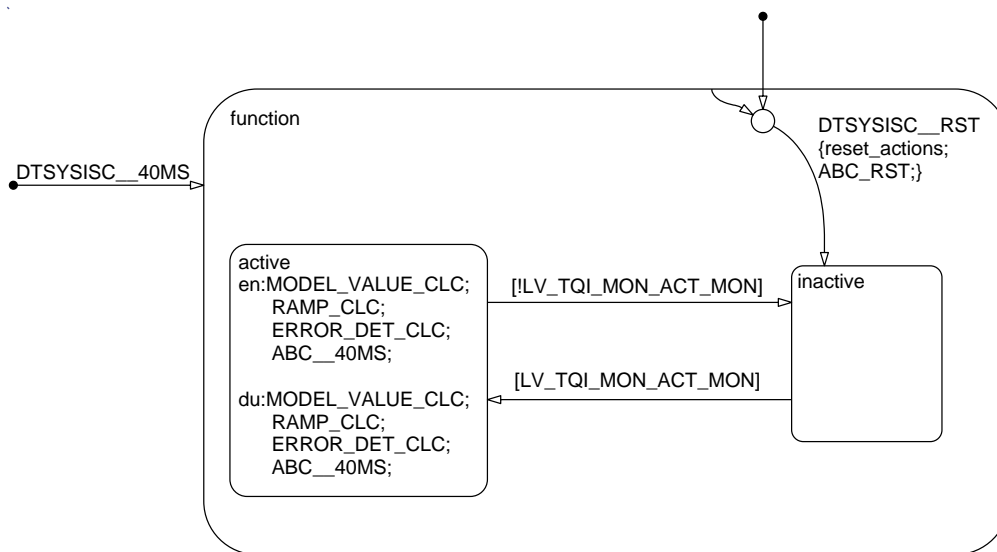 `
function
DTSYSISC__RST
{reset_actions;
ABC_RST;}
DTSYSISC__40MS
active
en:MODEL_VALUE_CLC;
RAMP_CLC;
ERROR_DET_CLC;
ABC__40MS;
du:MODEL_VALUE_CLC;
RAMP_CLC;
ERROR_DET_CLC;
ABC__40MS;
[!LV_TQI_MON_ACT_MON]
[LV_TQI_MON_ACT_MON]
inactive